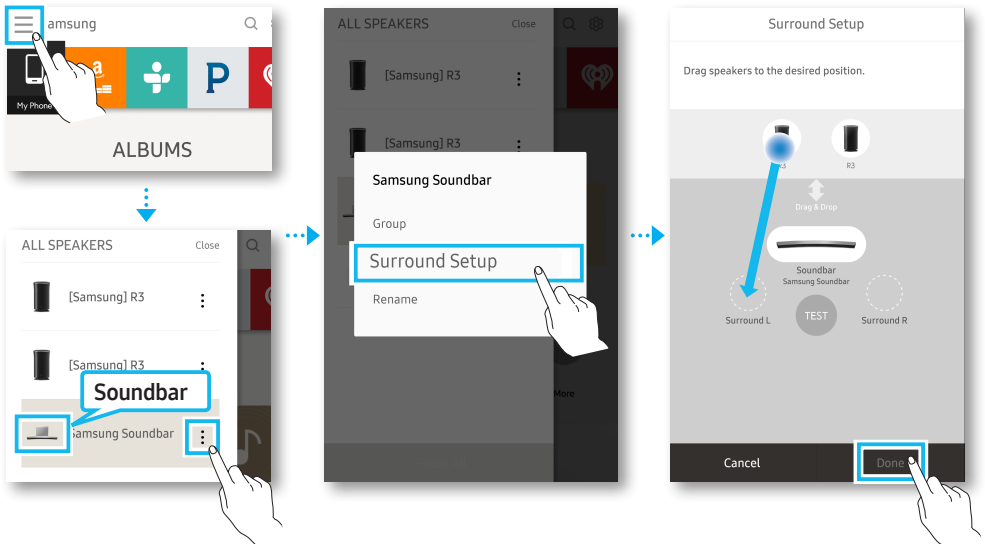 amsung
a
P
My Phone
ALBUMS
ALL SPEAKERS Close
[Samsung] R3
[Samsung] R3
Soundbar
Samsung Soundbar
ALL SPEAKERS Close
[Samsung] R3
[Samsung] R3
Samsung Soundbar
Group
Surround Setup
Rename
More
Surround Setup
Drag speakers to the desired position.
R3
Drag & Drop
Soundbar
Samsung Soundbar
Surround L
TEST
Surround R
Cancel
Done